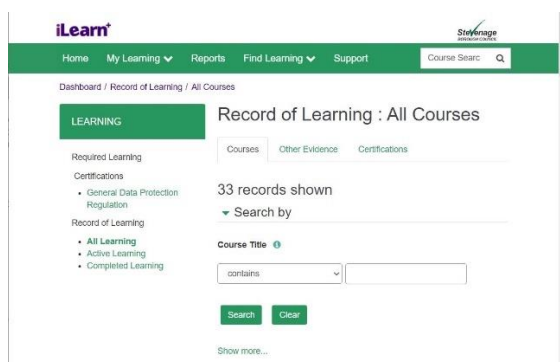 iLearn+
Stevenage
BOROUGH COUNCIL
Home My Learning Reports Find Learning Support Course Searc
Dashboard / Record of Learning / All Courses
LEARNING
Required Learning
Certifications
General Data Protection
Regulation
Record of Learning
All Learning
Active Learning
Completed Learning
Record of Learning : All Courses
Courses Other Evidence Certifications
33 records shown
Search by
Course Title
contains
Search Clear
Show more...